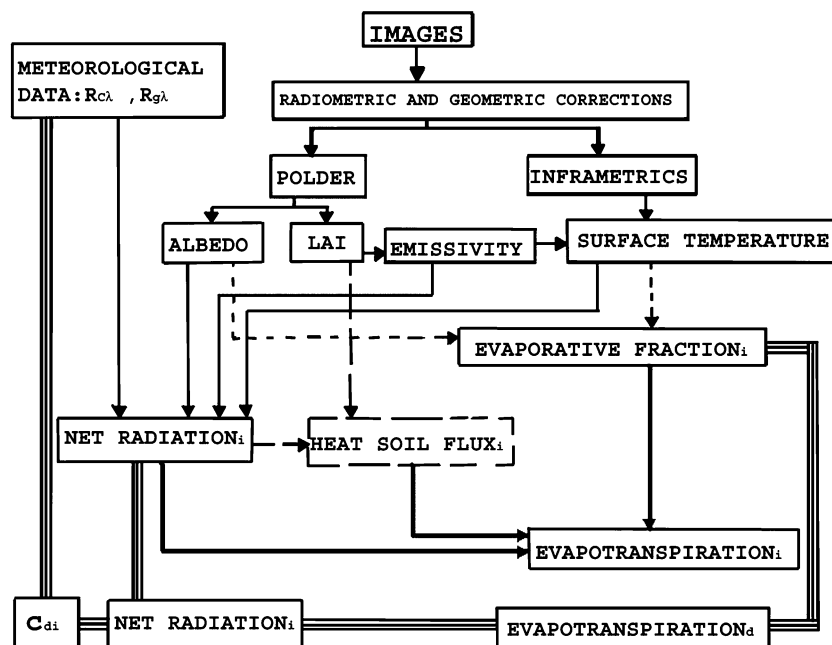 IMAGES
METEOROLOGICAL
DATA:Rcλ ,Rgλ
RADIOMETRIC AND GEOMETRIC CORRECTIONS
POLDER
INFRAMETRICS
ALBEDO
LAI
EMISSIVITY
SURFACE TEMPERATURE
EVAPORATIVE FRACTIONi
NET RADIATIONi
HEAT SOIL FLUXi
EVAPOTRANSPIRATIONi
Cdi
NET RADIATIONi
EVAPOTRANSPIRATIONd